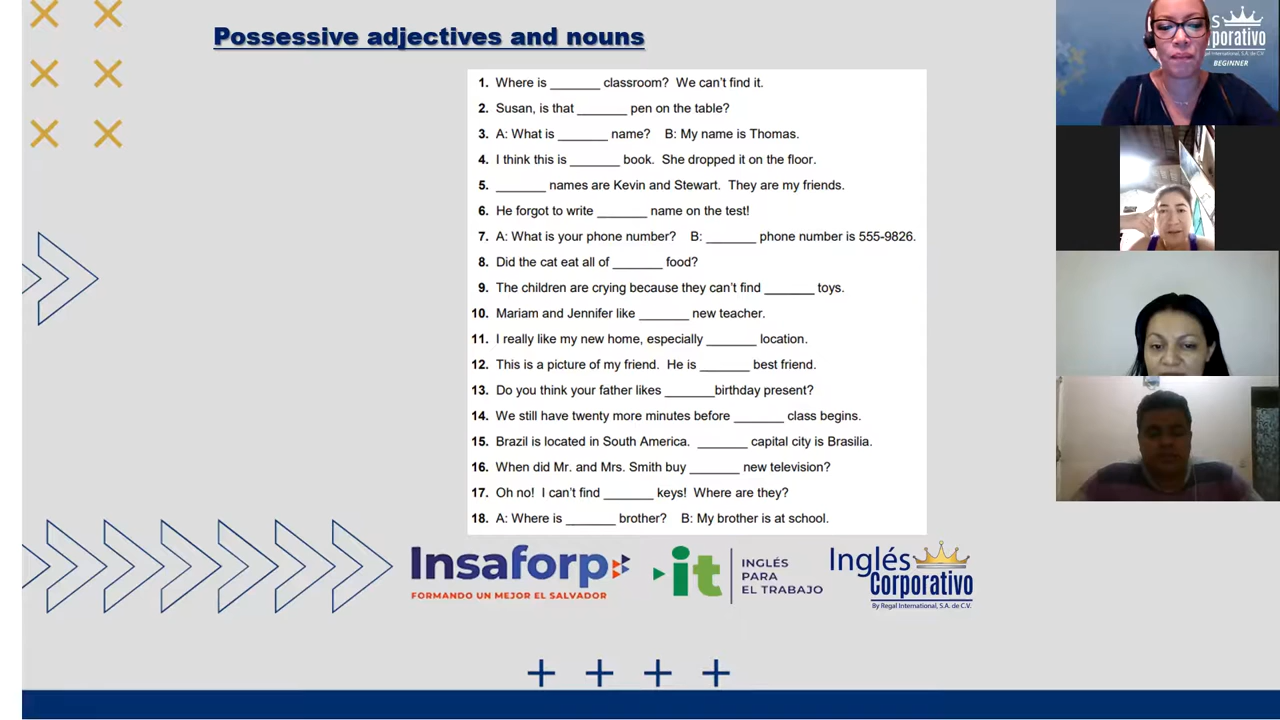 Possessive adjectives and nouns
1. Where is _______ classroom? We can't find it.
2. Susan, is that _______ pen on the table?
3. A: What is _______ name? B: My name is Thomas.
4. I think this is _______ book. She dropped it on the floor.
5. _______ names are Kevin and Stewart. They are my friends.
6. He forgot to write _______ name on the test!
7. A: What is your phone number? B: _______ phone number is 555-9826.
8. Did the cat eat all of _______ food?
9. The children are crying because they can't find _______ toys.
10. Mariam and Jennifer like _______ new teacher.
11. I really like my new home, especially _______ location.
12. This is a picture of my friend. He is _______ best friend.
13. Do you think your father likes _______birthday present?
14. We still have twenty more minutes before _______ class begins.
15. Brazil is located in South America. _______ capital city is Brasilia.
16. When did Mr. and Mrs. Smith buy _______ new television?
17. Oh no! I can't find _______ keys! Where are they?
18. A: Where is _______ brother? B: My brother is at school.
Insaforp
FORMANDO UN MEJOR EL SALVADOR
it
INGLÉS
PARA
EL TRABAJO
Inglés
Corporativo
By Regal International, S.A. de C.V.
S
porativo
gal International, S.A. de C.V.
BEGINNER